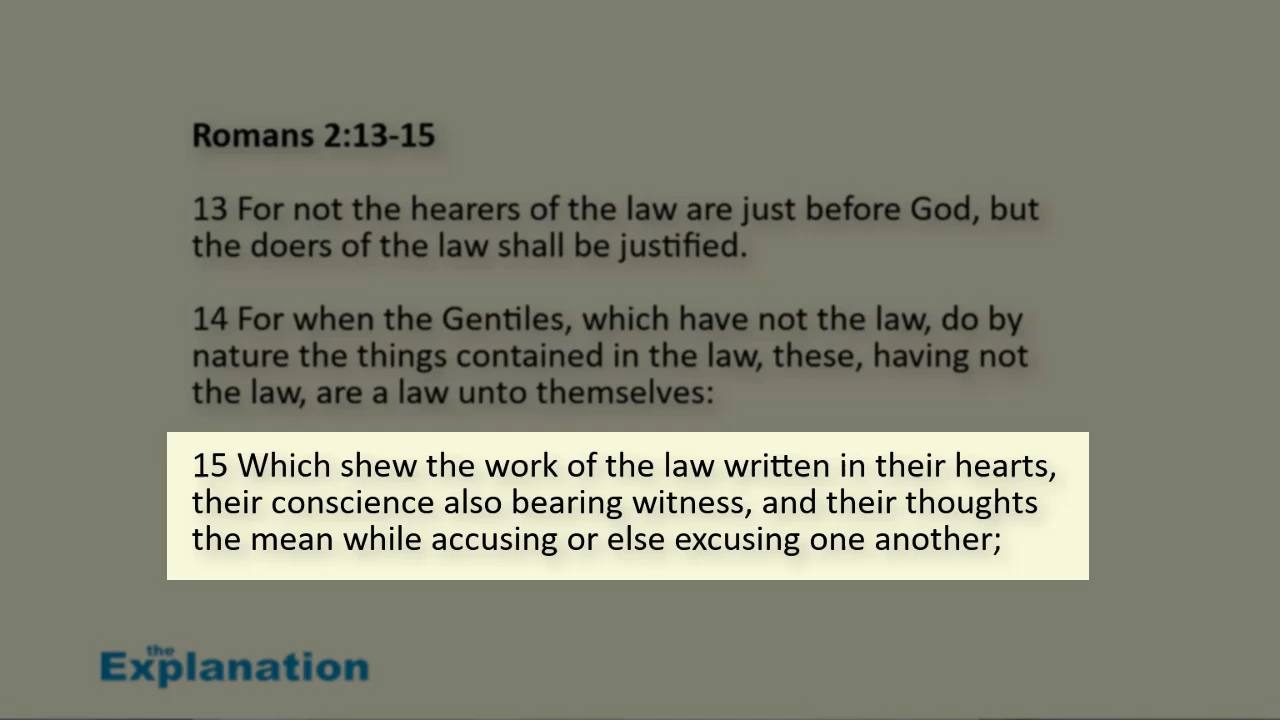 Romans 2:13-15
13 For not the hearers of the law are just before God, but
the doers of the law shall be justified.
14 For when the Gentiles, which have not the law, do by
nature the things contained in the law, these, having not
the law, are a law unto themselves:
15 Which shew the work of the law written in their hearts,
their conscience also bearing witness, and their thoughts
the mean while accusing or else excusing one another;
the
Explanation